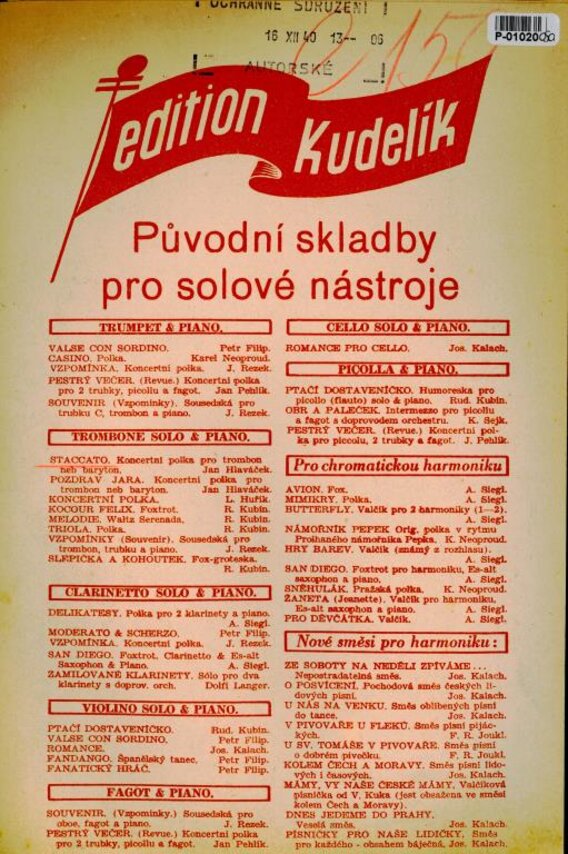 OCHRANNÉ SDRUŽENÍ
16 XII 40 13-- 06
AUTORSKÉ
P-01020
edition Kudelík
Původní skladby
pro solové nástroje
TRUMPET & PIANO.
VALSE CON SORDINO. Petr Filip.
CASINO. Polka. Karel Neoproud.
VZPOMÍNKA. Koncertní polka. J. Rezek.
PESTRÝ VEČER. (Revue.) Koncertní polka
pro 2 trubky, picollu a fagot. Jan Pehlík.
SOUVENIR (Vzpomínky). Sousedská pro
trubku C, trombon a piano. J. Rezek.
TROMBONE SOLO & PIANO.
STACCATO. Koncertní polka pro trombon
neb baryton. Jan Hlaváček.
POZDRAV JARA. Koncertní polka pro
trombon neb baryton. Jan Hlaváček.
KONCERTNÍ POLKA. L. Huřík.
KOCOUR FELIX. Foxtrot. R. Kubín.
MELODIE. Waltz Serenada. R. Kubín.
TRIOLA. Polka. R. Kubín.
VZPOMÍNKY (Souvenir). Sousedská pro
trombon, trubku a piano. J. Rezek.
SLEPIČKA A KOHOUTEK. Fox-groteska.
R. Kubín.
CLARINETTO SOLO & PIANO.
DELIKATESY. Polka pro 2 klarinety a piano.
A. Siegl.
MODERATO & SCHERZO. Petr Filip.
VZPOMÍNKA. Koncertní polka. J. Rezek.
SAN DIEGO. Foxtrot. Clarinetto & Es-alt
Saxophon & Piano. A. Siegl.
ZAMILOVANÉ KLARINETY. Sólo pro dva
klarinety s doprov. orch. Dolfi Langer.
VIOLINO SOLO & PIANO.
PTAČÍ DOSTAVENÍČKO. Rud. Kubín.
VALSE CON SORDINO. Petr Filip.
ROMANCE. Jos. Kalach.
FANDANGO. Španělský tanec. Petr Filip.
FANATICKÝ HRÁČ. Petr Filip.
FAGOT & PIANO.
SOUVENIR. (Vzpomínky.) Sousedská pro
oboe, fagot a piano. J. Rezek.
PESTRÝ VEČER. (Revue.) Koncertní polka
pro 2 trubky, picollu a fagot. Jan Pehlík.
CELLO SOLO & PIANO.
ROMANCE PRO CELLO. Jos. Kalach.
PICOLLA & PIANO.
PTAČÍ DOSTAVENÍČKO. Humoreska pro
picollo (flauto) solo & piano. Rud. Kubín.
OBR A PALEČEK. Intermezzo pro picollu
a fagot s doprovodem orchestru. K. Sejk.
PESTRÝ VEČER. (Revue.) Koncertní pol-
ka pro piccolu, 2 trubky a fagot. J. Pehlík.
Pro chromatickou harmoniku
AVION. Fox. A. Siegl.
MIMIKRY. Polka. A. Siegl.
BUTTERFLY. Valčík pro 2 harmoniky (1—2).
A. Siegl.
NÁMOŘNÍK PEPEK Orig. polka v rytmu
Prolhaného námořníka Pepka. K. Neoproud.
HRY BAREV. Valčík (známý z rozhlasu).
A. Siegl.
SAN DIEGO. Foxtrot pro harmoniku, Es-alt
saxophon a piano. A. Siegl.
SNĚHULÁK. Pražská polka. K. Neoproud.
ŽANETA (Jeanette). Valčík pro harmoniku,
Es-alt saxophon a piano. A. Siegl.
PRO DĚVČÁTKA. Valčík. A. Siegl.
Nové směsi pro harmoniku:
ZE SOBOTY NA NEDĚLI ZPÍVÁME...
Nepostradatelná směs. Jos. Kalach.
O POSVÍCENÍ. Pochodová směs českých li-
dových písní. Jos. Kalach.
U NÁS NA VENKU. Směs oblíbených písní
do tance. Jos. Kalach.
V PIVOVAŘE U FLEKŮ. Směs písní piják-
kých. F. R. Joukl.
U SV. TOMÁŠE V PIVOVAŘE. Směs písní
o dobrém pivečku. F. R. Joukl.
KOLEM ČECH A MORAVY. Směs písní lido-
vých i časových. Jos. Kalach.
MÁMY, VY NAŠE ČESKÉ MÁMY, Valčíková
písnička od V. Kuka (jest obsažena ve směsi
kolem Čech a Moravy).
DNES JEDEME DO PRAHY.
Veselá směs. Jos. Kalach.
PÍSNIČKY PRO NAŠE LIDIČKY, Směs
pro každého - obsahem báječná, Jos. Kalach.